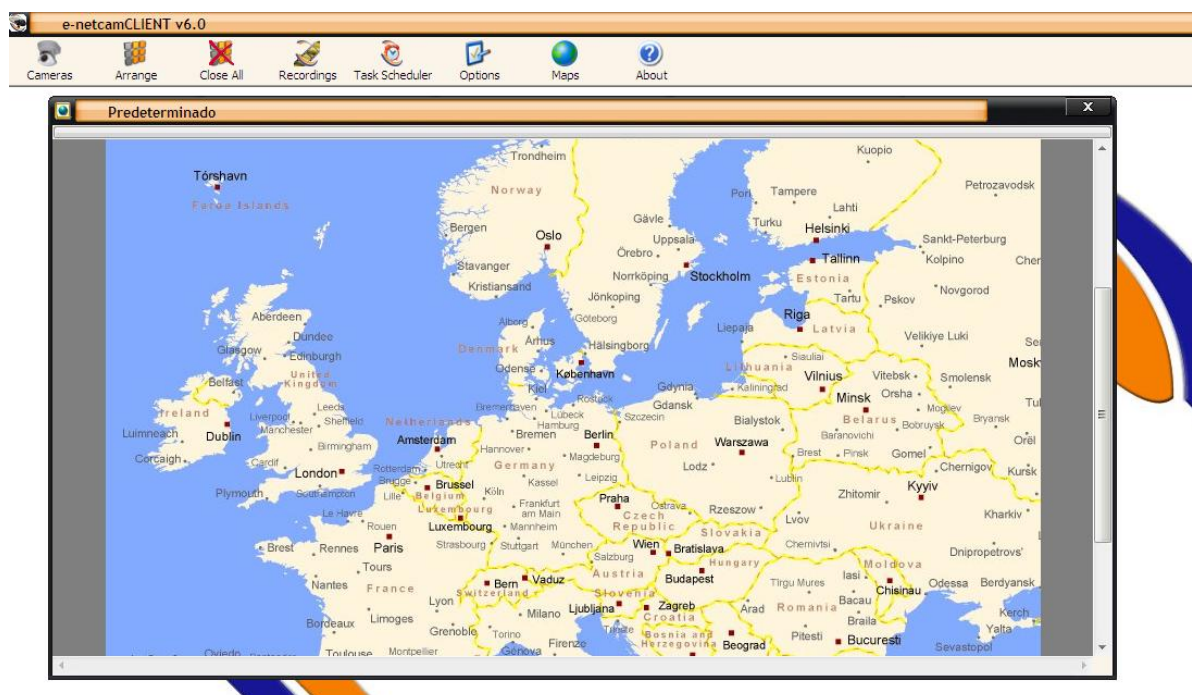 e-netcamCLIENT v6.0
Cameras Arrange Close All Recordings Task Scheduler Options Maps About
Predeterminado X
Trondheim Kuopio
Tórshavn Petrozavodsk
Norway Pori Tampere
Faroe Islands Lahti
Gävle Turku
Bergen Oslo Uppsala Helsinki Sankt-Peterburg
Örebro Tallinn Kolpino Cher
Stavanger Norrköping Stockholm
Kristiansand Estonia
Jönkoping Tartu Pskov Novgorod
Aberdeen Ålborg Göteborg Riga
Liepaja Latvia
Dundee Århus Hälsingborg Velikiye Luki
Glasgow Edinburgh Denmark Siauliai
Odense København Lithuania Mosk
United Kingdom Vilnius Vitebsk Smolensk
Belfast Kiel Gdynia Kaliningrad
Rostock Gdansk Minsk Orsha
Ireland Leeds Bremerhaven Lübeck Szczecin Mogilev Tul
Liverpool Sheffield Netherlands Hamburg Bialystok Belarus Bobruysk Bryansk
Luimneach Dublin Manchester Amsterdam Bremen Berlin Poland Warszawa Baranovichi Orël
Corcaigh Birmingham Hannover Magdeburg Brest Pinsk Gomel
Cardif London Rotterdam Utrecht Germany Lodz Chernigov Kursk
Brugge Brussel Kassel Leipzig Lublin
Plymouth Southampton Lille Belgium Köln Praha Zhitomir Kyyiv
Le Havre Luxembourg Frankfurt am Main Czech Republic Ostrava Rzeszow Lvov Kharkiv
Rouen Luxembourg Mannheim Slovakia Ukraine
Brest Rennes Paris Strasbourg Stuttgart München Wien Bratislava Chernivtsi Dnipropetrovs'
Tours Salzburg Hungary Moldova
Nantes France Bern Vaduz Austria Budapest Tîrgu Mures Iasi Chisinau Odessa Berdyansk
Switzerland Slovenia
Lyon Milano Ljubljana Zagreb Arad Romania Bacau
Bordeaux Limoges Croatia Braila Kerch
Grenoble Torino Trieste Bosnia and Herzegovina Beograd Pitesti Bucuresti Yalta
Oviedo Toulouse Montpellier Génova Firenze Sevastopol